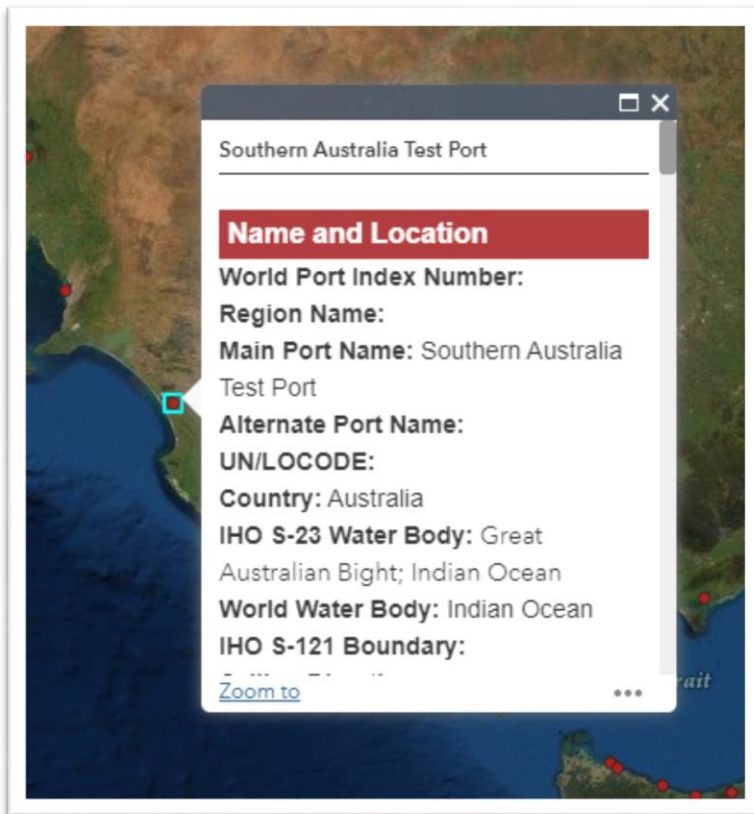 Southern Australia Test Port
Name and Location
World Port Index Number:
Region Name:
Main Port Name: Southern Australia
Test Port
Alternate Port Name:
UN/LOCODE:
Country: Australia
IHO S-23 Water Body: Great
Australian Bight; Indian Ocean
World Water Body: Indian Ocean
IHO S-121 Boundary:
Zoom to
rait